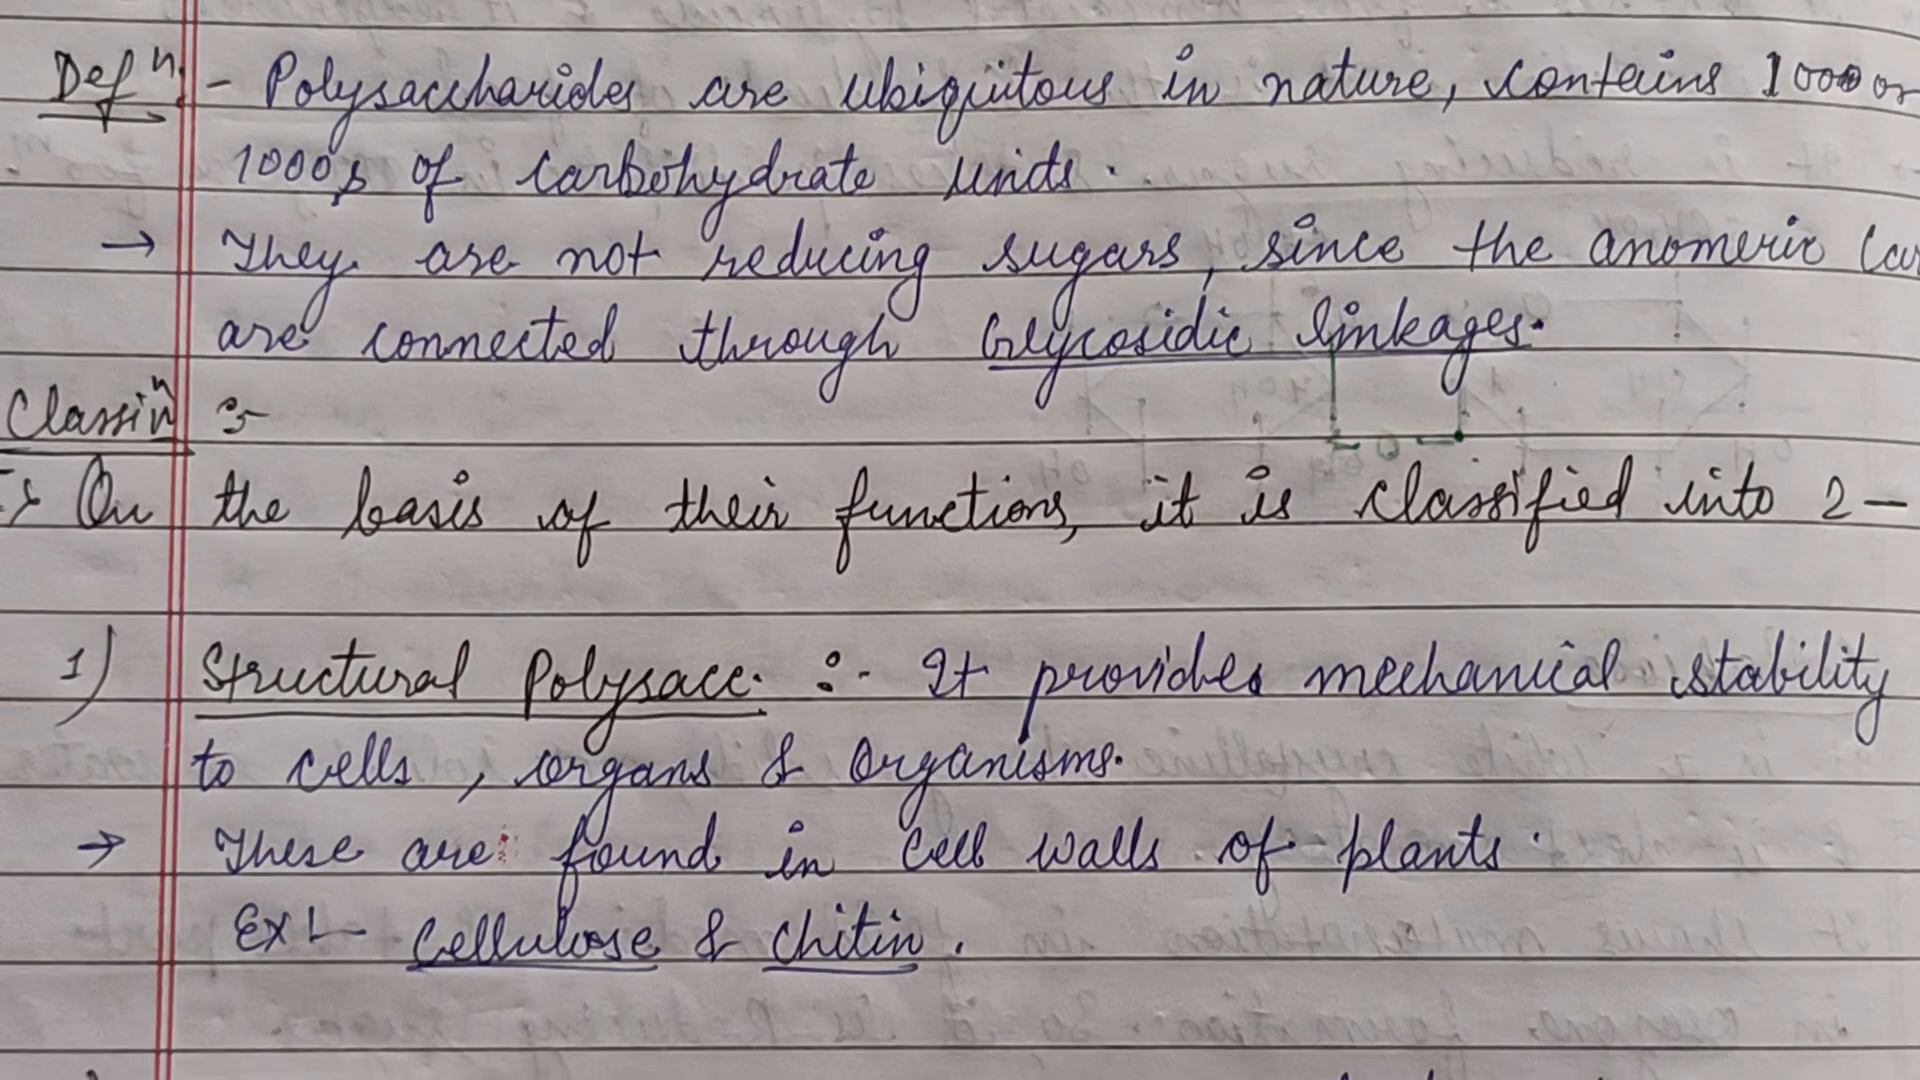 Defn. - Polysaccharides are ubiqutous in nature, contains 1000 or
1000,s of carbohydrate units.
→ They are not reducing sugars, since the anomeric Car
are connected through Glycosidic linkages.
Classin :-
On the basis of their functions, it is classified into 2 -
1) Structural Polysacc. :- It provides mechanical stability
to cells, organs & organisms.
→ These are found in cell walls of plants.
Ex :- Cellulose & chitin.